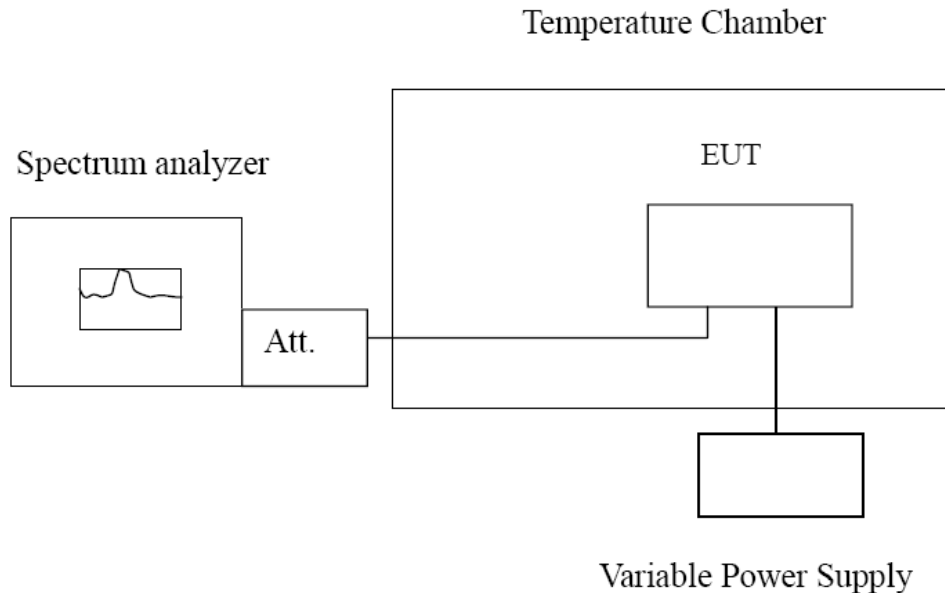 Temperature Chamber
Spectrum analyzer
EUT
Att.
Variable Power Supply